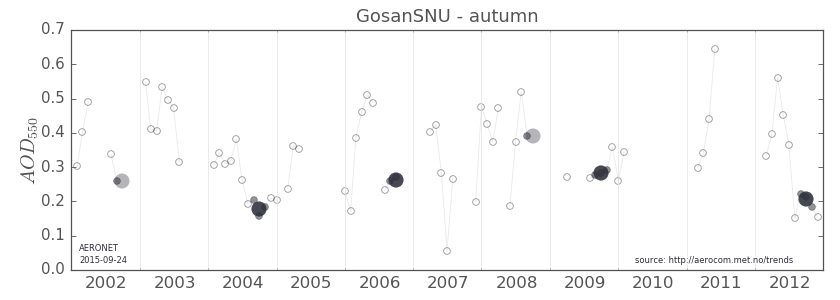 GosanSNU - autumn
0.7
0.6
0.5
0.4
0.3
0.2
0.1
0.0
AOD550
AERONET
2015-09-24
source: http://aerocom.met.no/trends
2002 2003 2004 2005 2006 2007 2008 2009 2010 2011 2012